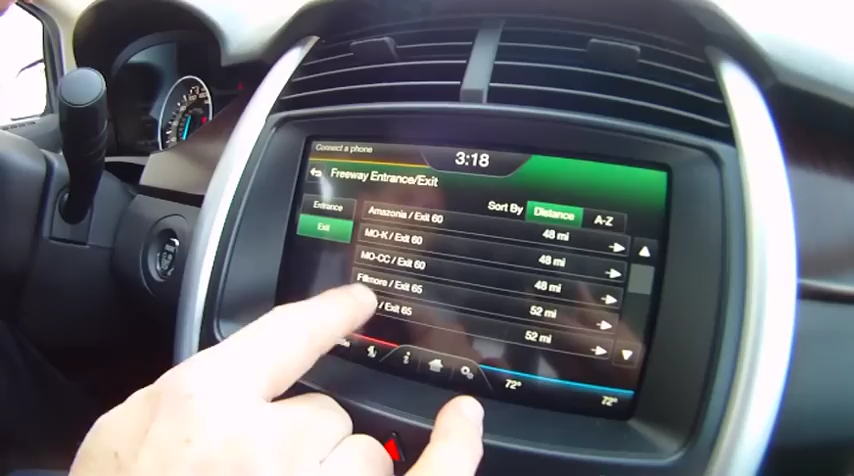 Connect a phone
3:18
Freeway Entrance/Exit
Sort By Distance A-Z
Entrance
Exit
Amazonia / Exit 60 48 mi
MO-K / Exit 60 48 mi
MO-CC / Exit 60 48 mi
Fillmore / Exit 65 52 mi
/ Exit 65 52 mi
72° 72°